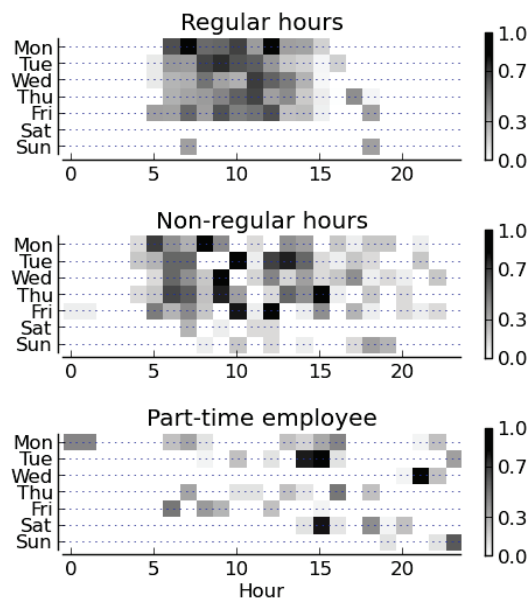 Regular hours
Mon
Tue
Wed
Thu
Fri
Sat
Sun
0 5 10 15 20
1.0
0.7
0.3
0.0
Non-regular hours
Mon
Tue
Wed
Thu
Fri
Sat
Sun
0 5 10 15 20
1.0
0.7
0.3
0.0
Part-time employee
Mon
Tue
Wed
Thu
Fri
Sat
Sun
0 5 10 15 20
Hour
1.0
0.7
0.3
0.0